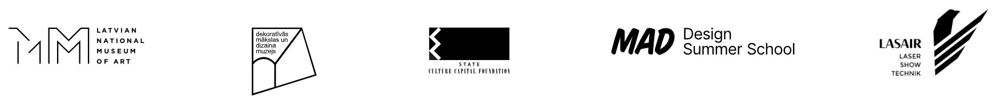 LATVIAN
NATIONAL
MUSEUM
OF ART
dekoratīvās
mākslas un
dizaina
muzejs
STATE
CULTURE CAPITAL FOUNDATION
MAD
Design
Summer School
LASAIR
LASER
SHOW
TECHNIK